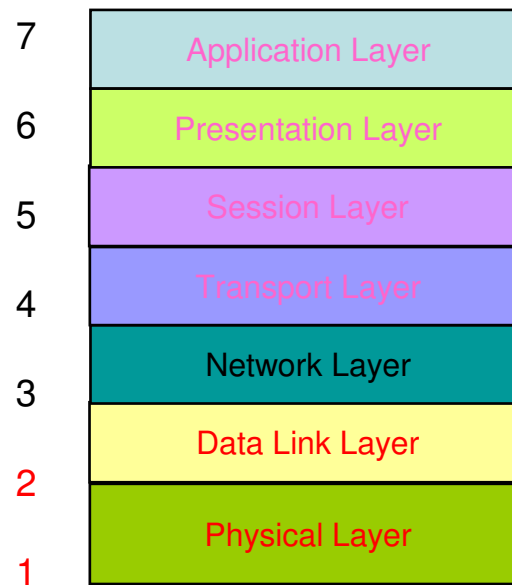 7
Application Layer
6
Presentation Layer
5
Session Layer
4
Transport Layer
3
Network Layer
2
Data Link Layer
1
Physical Layer